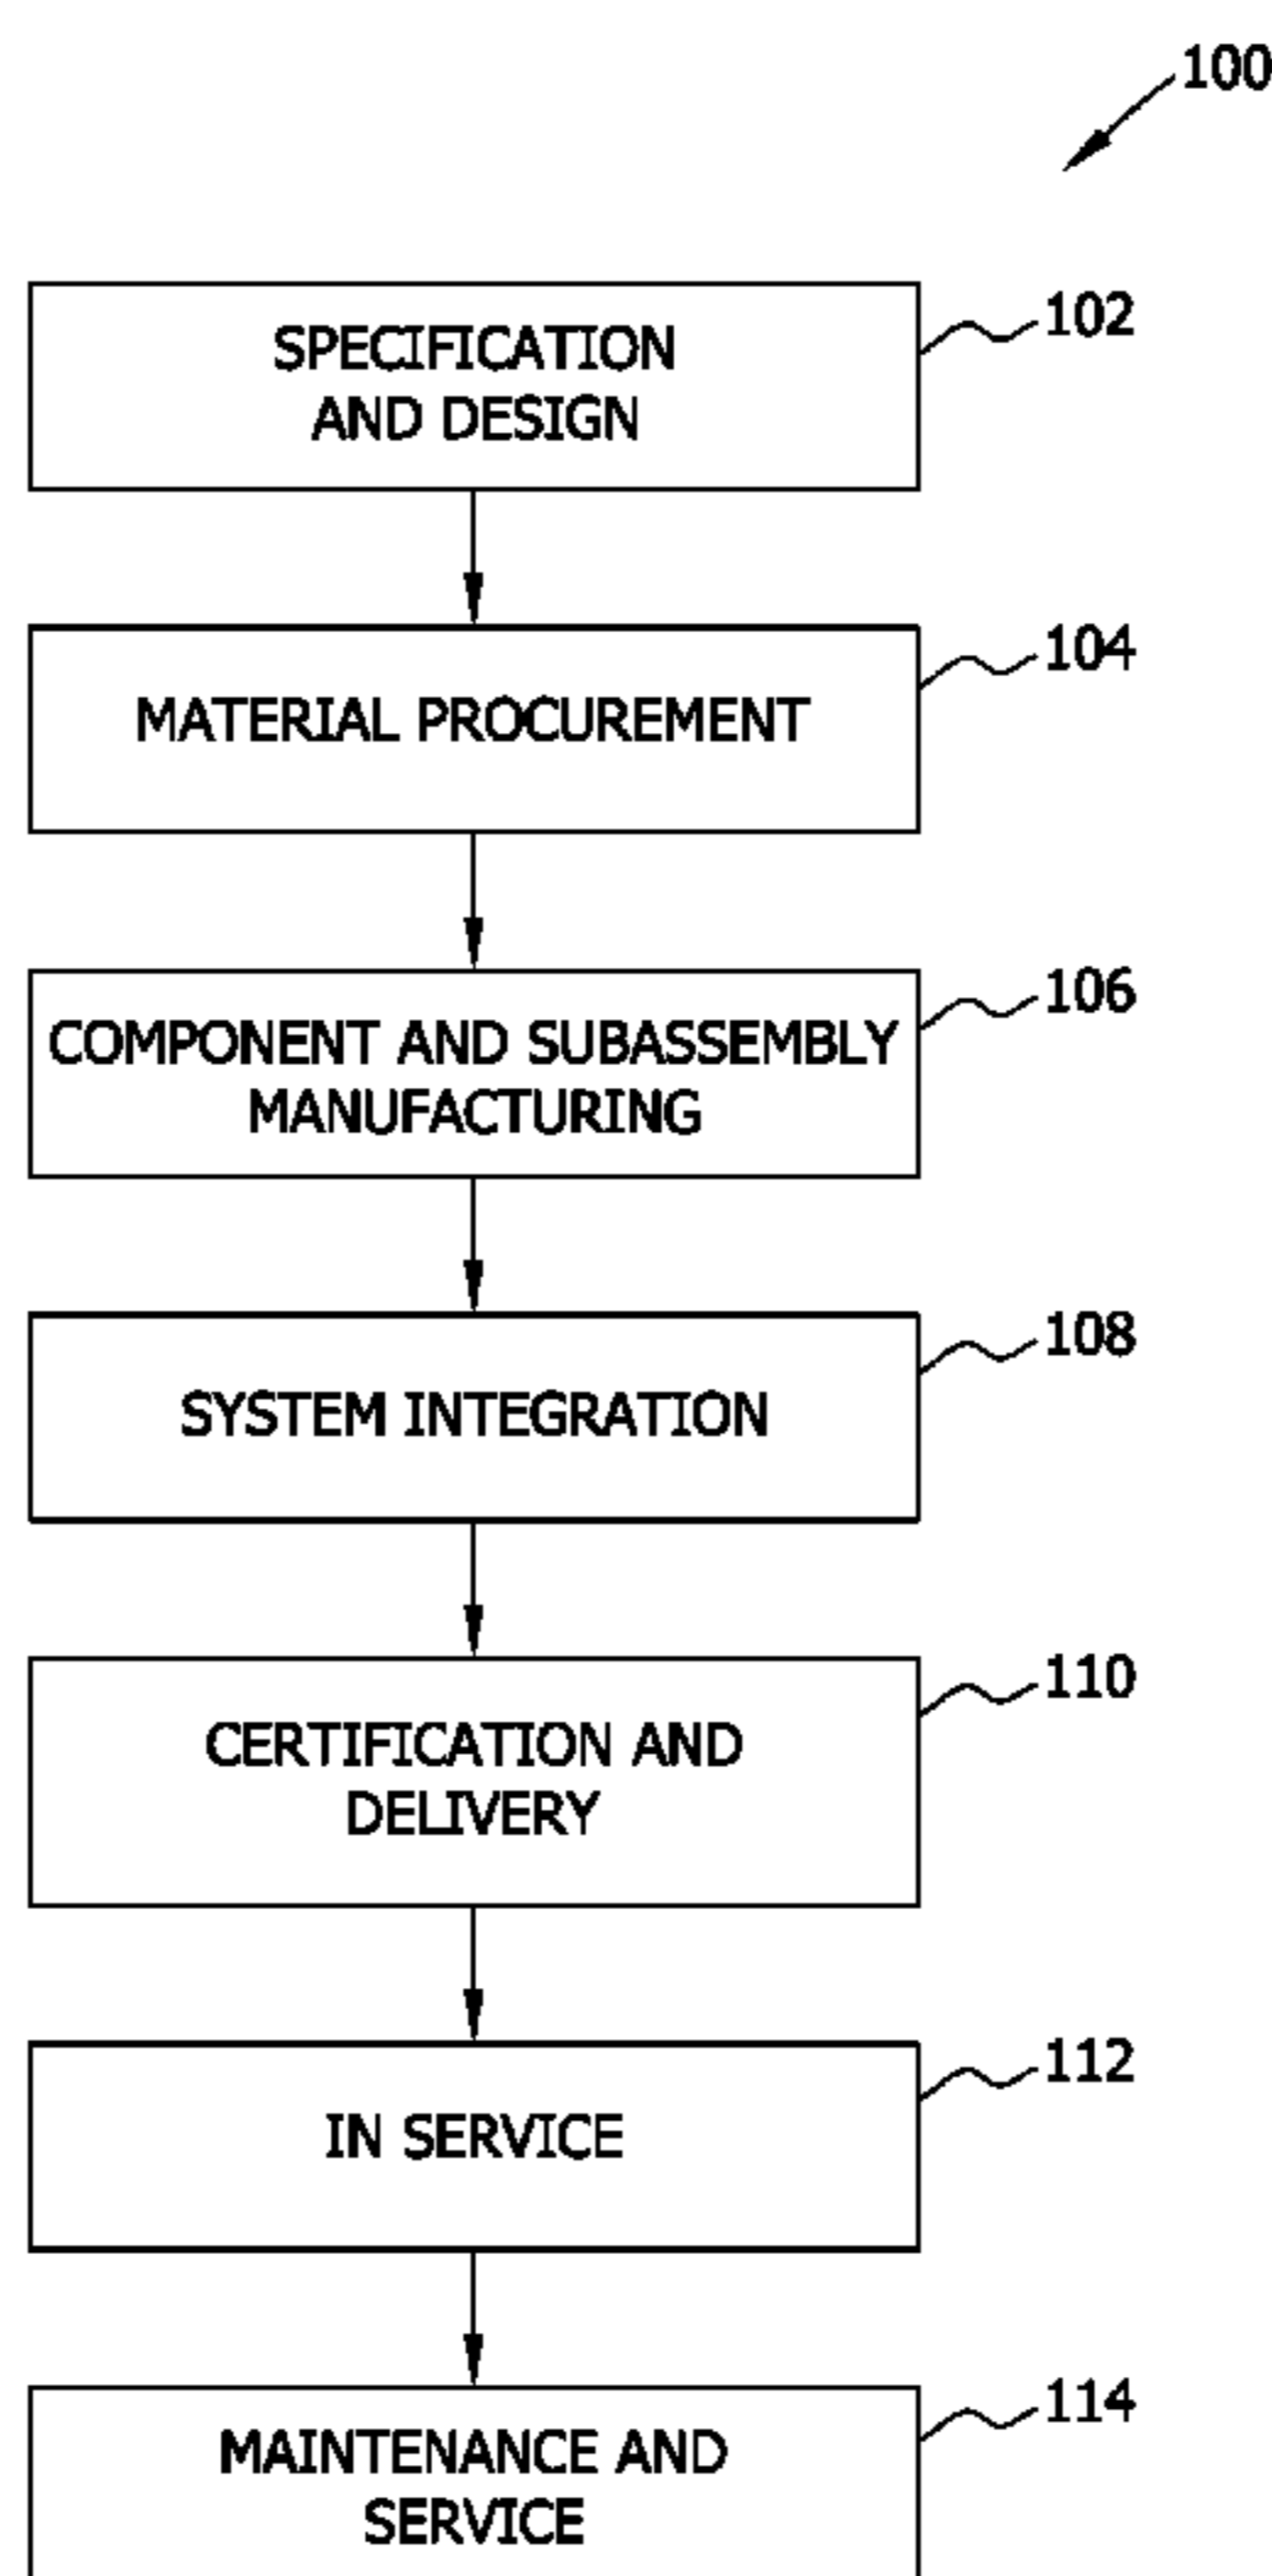 100
SPECIFICATION
AND DESIGN
102
MATERIAL PROCUREMENT
104
COMPONENT AND SUBASSEMBLY
MANUFACTURING
106
SYSTEM INTEGRATION
108
CERTIFICATION AND
DELIVERY
110
IN SERVICE
112
MAINTENANCE AND
SERVICE
114